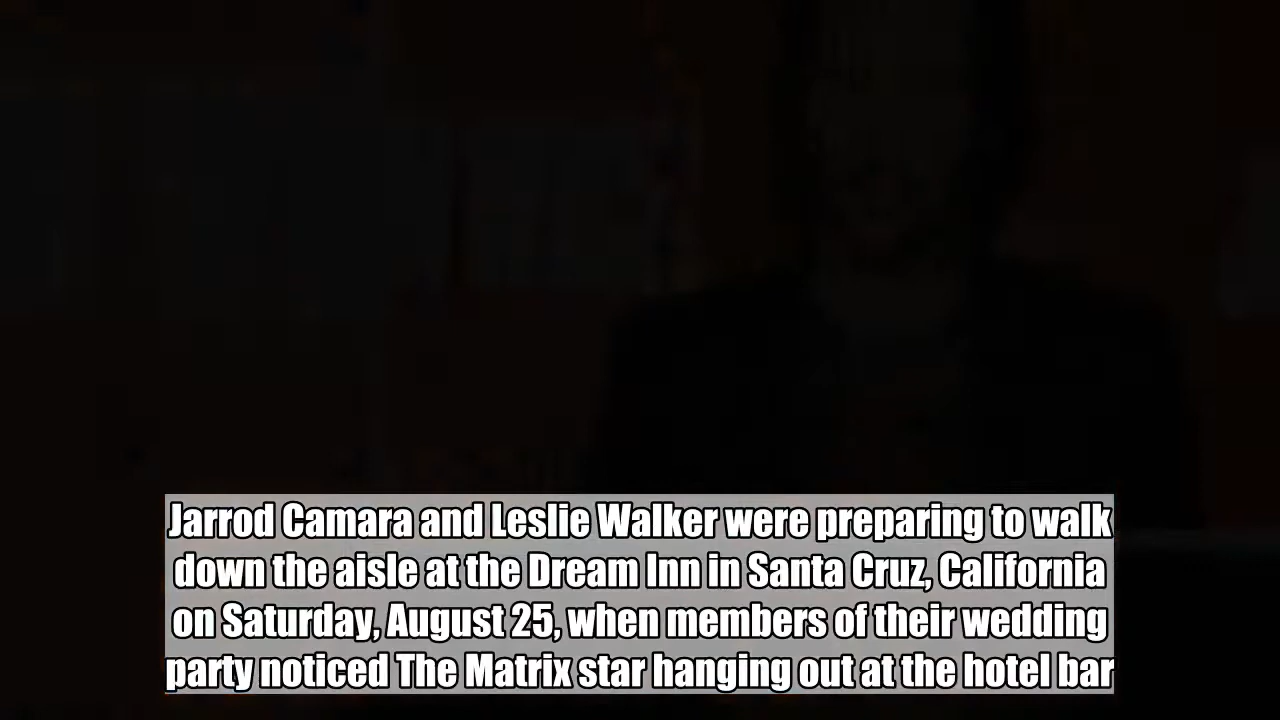 Jarrod Camara and Leslie Walker were preparing to walk
down the aisle at the Dream Inn in Santa Cruz, California
on Saturday, August 25, when members of their wedding
party noticed The Matrix star hanging out at the hotel bar